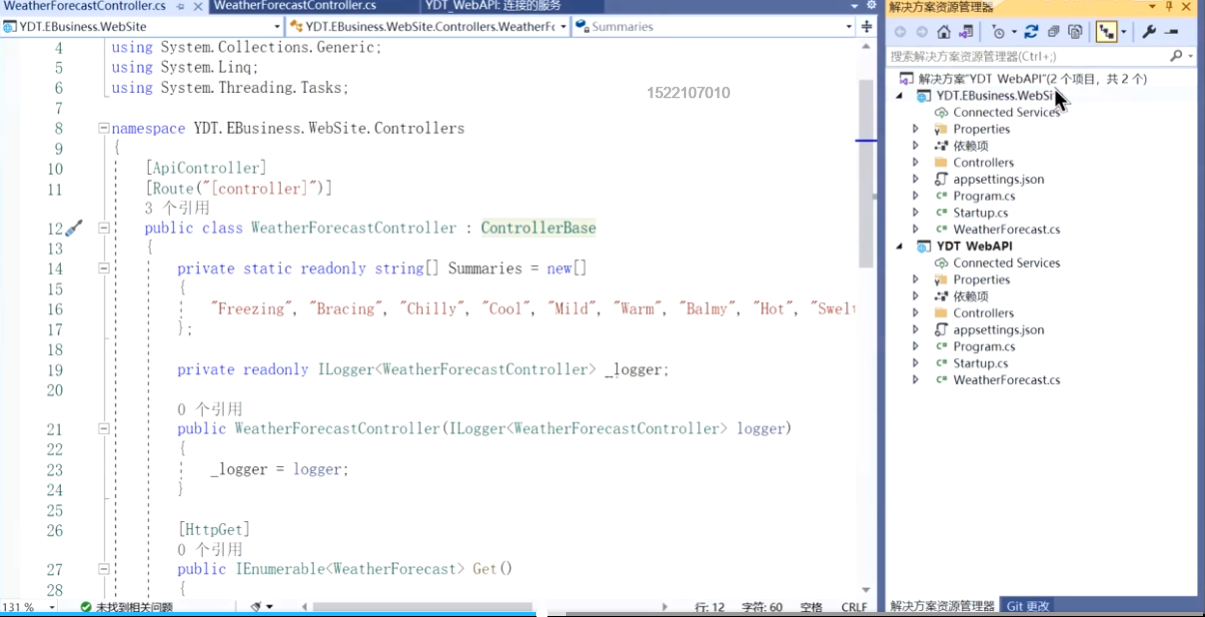 WeatherForecastController.cs
WeatherForecastController.cs
YDT_WebAPI: 连接的服务
YDT.EBusiness.WebSite
YDT.EBusiness.WebSite.Controllers.WeatherFc
Summaries
4 using System.Collections.Generic;
5 using System.Linq;
6 using System.Threading.Tasks;
1522107010
7
8 namespace YDT.EBusiness.WebSite.Controllers
9 {
10 [ApiController]
11 [Route("[controller]")]
3 个引用
12 public class WeatherForecastController : ControllerBase
13 {
14 private static readonly string[] Summaries = new[]
15 {
16 "Freezing", "Bracing", "Chilly", "Cool", "Mild", "Warm", "Balmy", "Hot", "Swelt
17 };
18
19 private readonly ILogger<WeatherForecastController> _logger;
20
0 个引用
21 public WeatherForecastController(ILogger<WeatherForecastController> logger)
22 {
23 _logger = logger;
24 }
25
26 [HttpGet]
0 个引用
27 public IEnumerable<WeatherForecast> Get()
28 {
131 %
未找到相关问题
行: 12
字符: 60
空格
CRLF
解决方案资源管理器
搜索解决方案资源管理器(Ctrl+;)
解决方案"YDT_WebAPI"(2 个项目，共 2 个)
YDT.EBusiness.WebSi
Connected Services
Properties
依赖项
Controllers
appsettings.json
Program.cs
Startup.cs
WeatherForecast.cs
YDT_WebAPI
Connected Services
Properties
依赖项
Controllers
appsettings.json
Program.cs
Startup.cs
WeatherForecast.cs
解决方案资源管理器
Git 更改